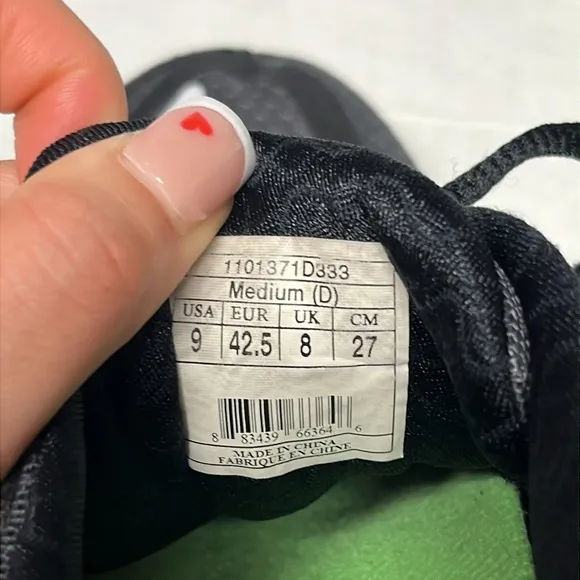 1101371D333
Medium (D)
USA EUR UK CM
9 42.5 8 27
8 83439 66364 6
MADE IN CHINA
FABRIQUE EN CHINE